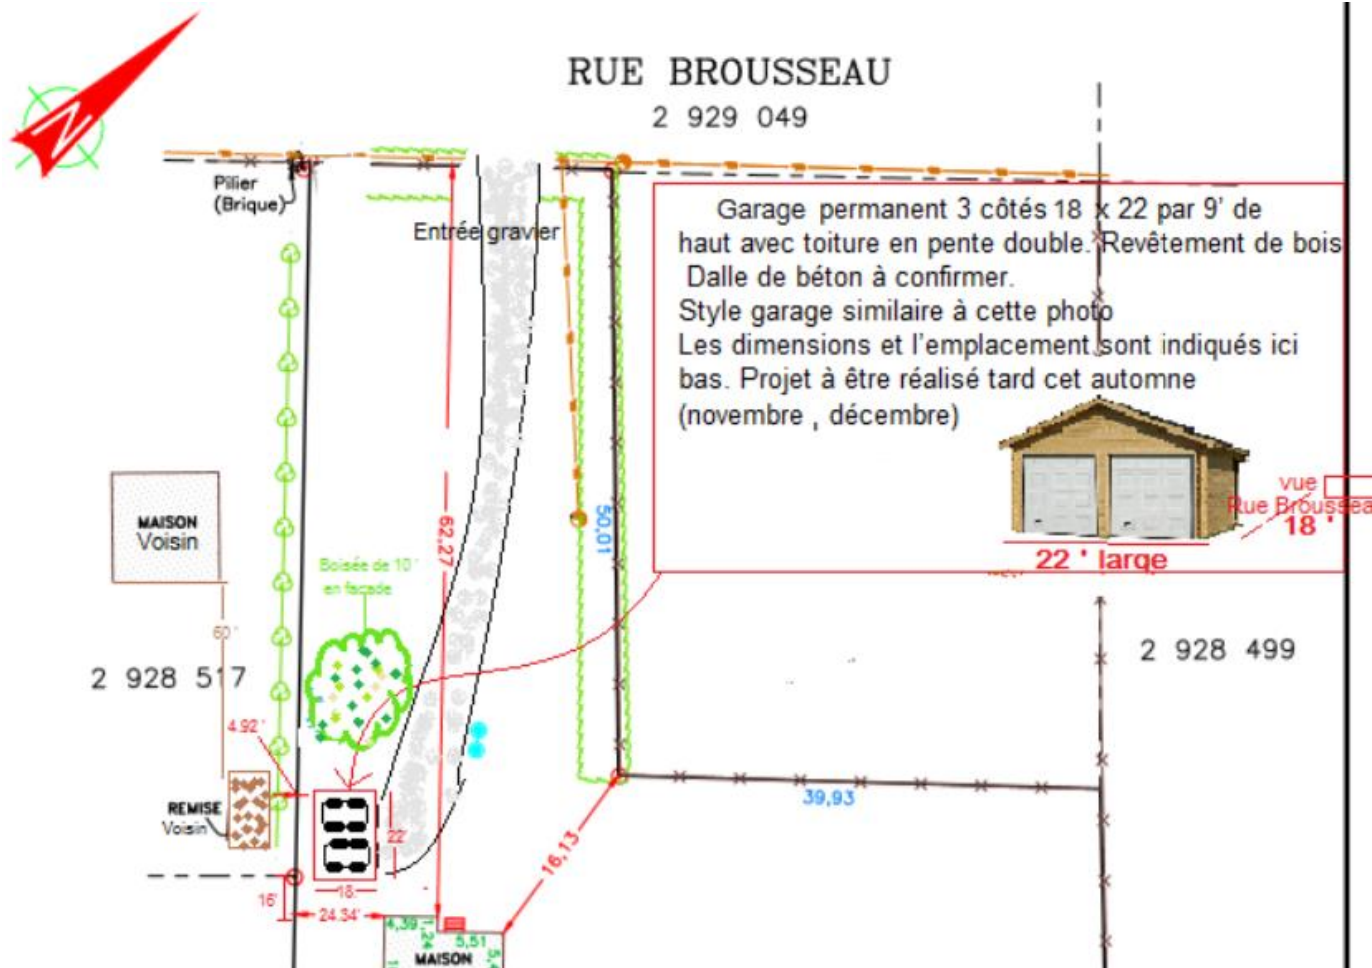 N
RUE BROUSSEAU
2 929 049
Pilier
(Brique)
Entrée gravier
Garage permanent 3 côtés 18 x 22 par 9' de
haut avec toiture en pente double. Revêtement de bois
Dalle de béton à confirmer.
Style garage similaire à cette photo
Les dimensions et l'emplacement sont indiqués ici
bas. Projet à être réalisé tard cet automne
(novembre , décembre)
vue
Rue Brousseau
18 '
22 ' large
MAISON
Voisin
62,27
50,01
Boisée de 10 '
en facade
60 '
2 928 517
2 928 499
4.92 '
39,93
REMISE
Voisin
22'
16,13
18
16'
24.34'
4,39
1,24
5,51
MAISON